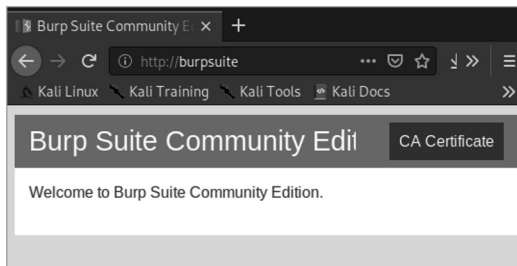 Burp Suite Community E
http://burpsuite
Kali Linux Kali Training Kali Tools Kali Docs
Burp Suite Community Edit
CA Certificate
Welcome to Burp Suite Community Edition.